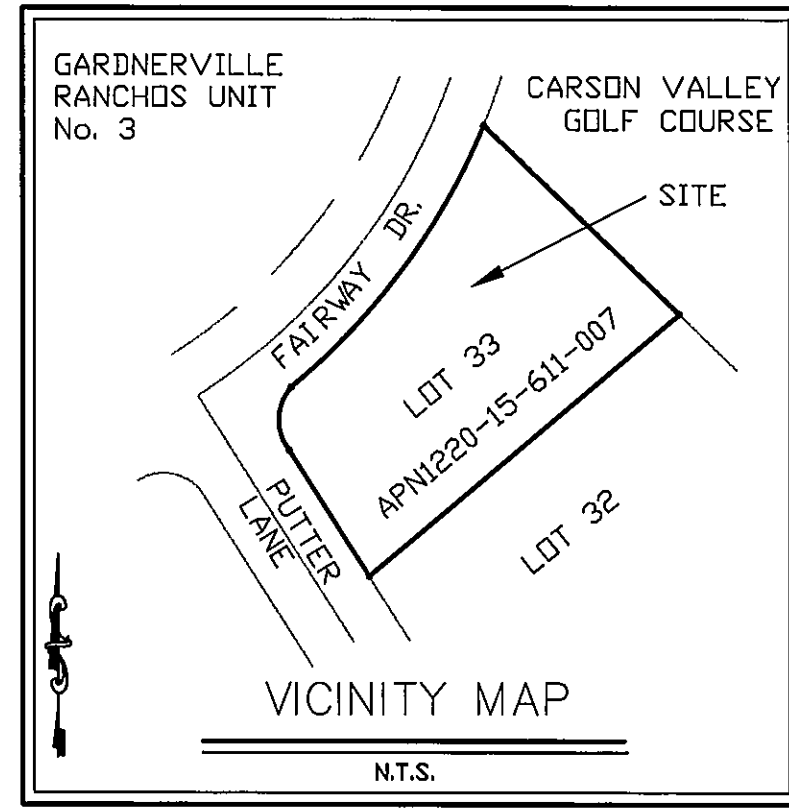 GARDNERVILLE
RANCHOS UNIT
No. 3
CARSON VALLEY
GOLF COURSE
SITE
FAIRWAY DR.
LOT 33
APN1220-15-611-007
PUTTER
LANE
LOT 32
VICINITY MAP
N.T.S.